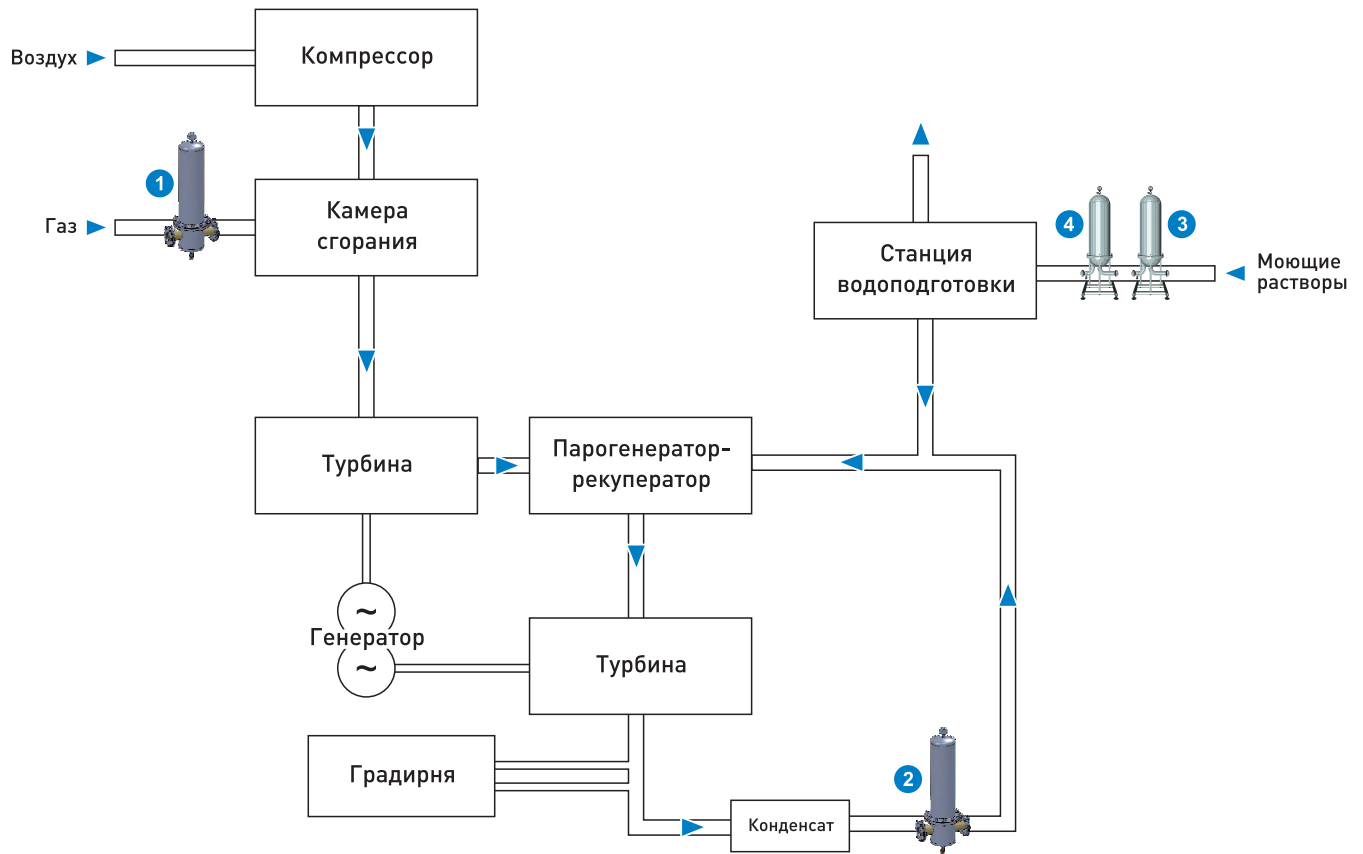 Воздух
Компрессор
1
Газ
Камера
сгорания
4
3
Станция
водоподготовки
Моющие
растворы
Турбина
Парогенератор-
рекуператор
~
Генератор
~
Турбина
Градирня
2
Конденсат